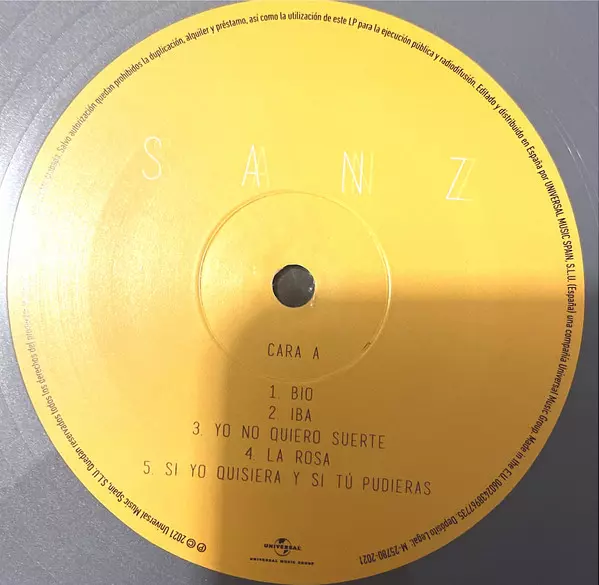 S A N Z
CARA A
1. BIO
2. IBA
3. YO NO QUIERO SUERTE
4. LA ROSA
5. SI YO QUISIERA Y SI TÚ PUDIERAS
UNIVERSAL
UNIVERSAL MUSIC GROUP
℗ © 2021 Universal Music Spain, S.L.U. Quedan reservados todos los derechos del Salvo autorización quedan prohibidos la duplicación, alquiler y préstamo, así como la utilización de este LP para la ejecución pública y radiodifusión. Editado y distribuido en España por UNIVERSAL MUSIC SPAIN, S.L.U. (España) una compañía Universal Music Group. Made in the E.U. 0602438967735. Depósito Legal: M-25780-2021